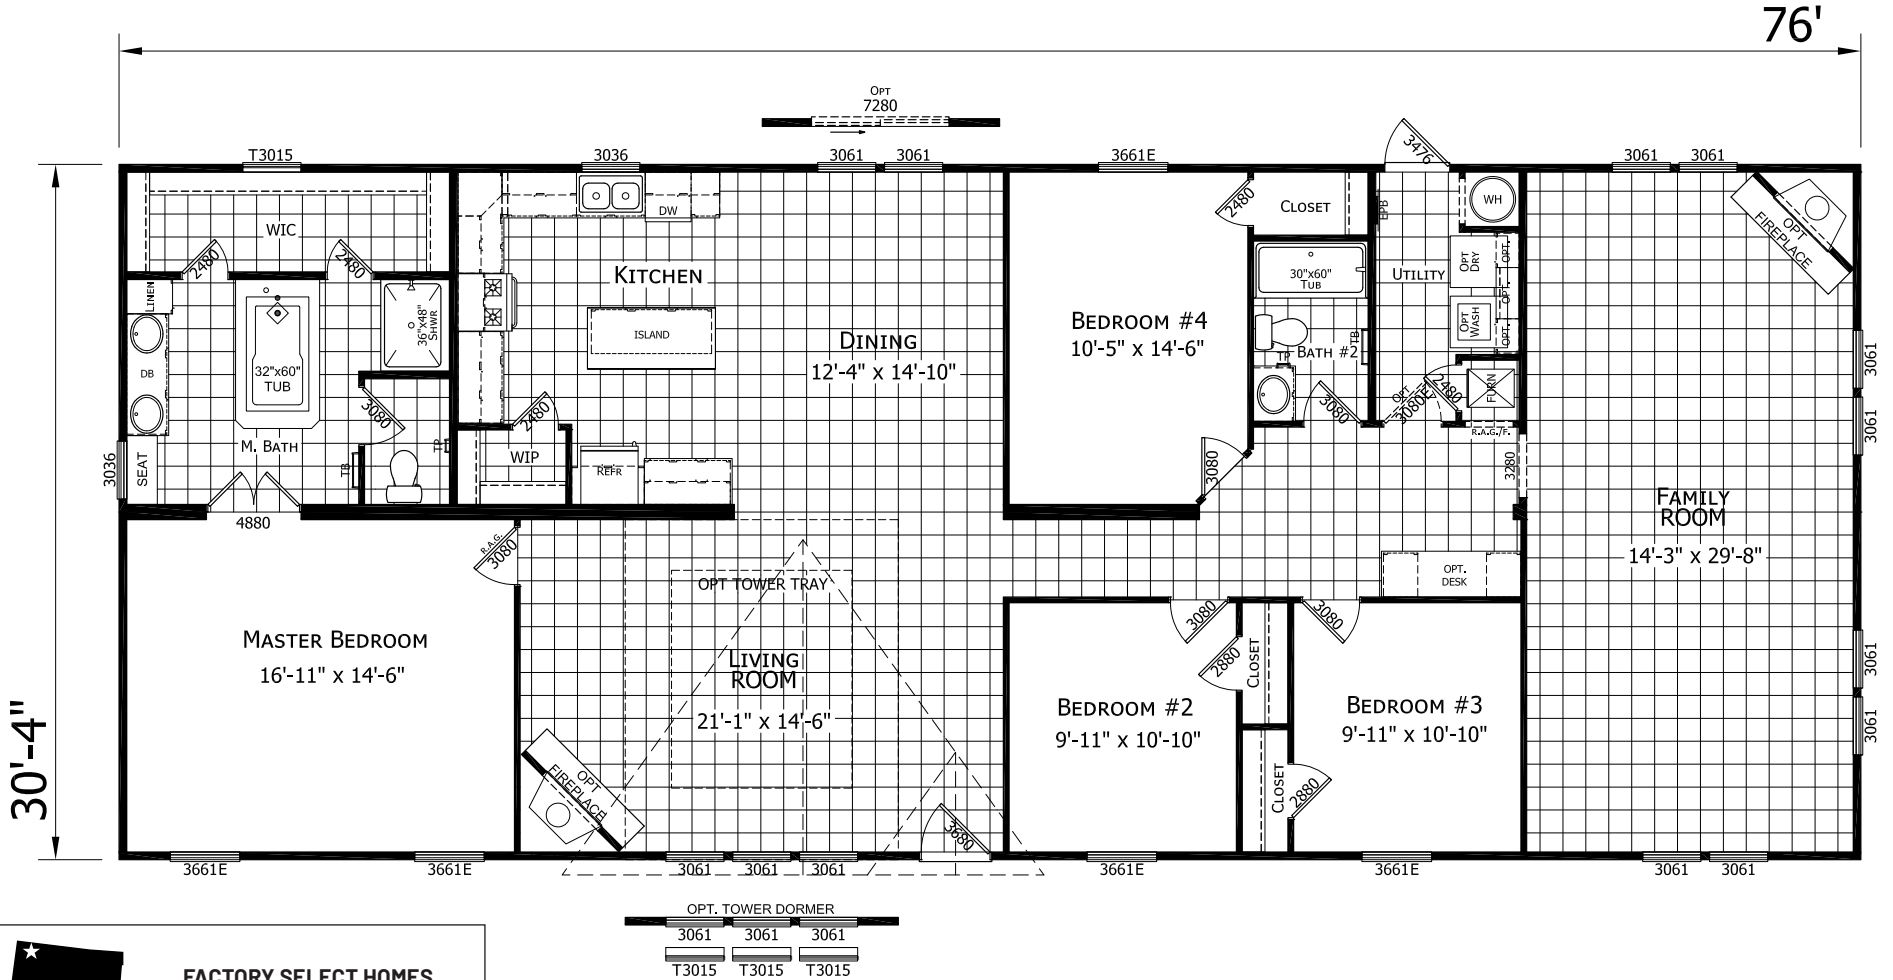 76'
OPT
7280
T3015
3036
3061
3061
3661E
3476
3061
3061
WIC
2480
2480
LINEN
DB
SEAT
3036
32"x60"
TUB
36"x48"
SHWR
3080
M. BATH
TB
TP
4880
DW
KITCHEN
ISLAND
DINING
12'-4" x 14'-10"
2480
WIP
REFR
BEDROOM #4
10'-5" x 14'-6"
2480
CLOSET
30"x60"
TUB
TB
TP
BATH #2
3080
3080
EPB
WH
UTILITY
OPT
DRY
OPT
WASH
OPT.
OPT.
OPT.
OPT
3080E
2480
FURN
R.A.G./F.
3280
OPT
FIREPLACE
FAMILY
ROOM
14'-3" x 29'-8"
3061
3061
3061
3061
30'-4"
MASTER BEDROOM
16'-11" x 14'-6"
R.A.G.
3080
OPT TOWER TRAY
LIVING
ROOM
21'-1" x 14'-6"
OPT
FIREPLACE
3680
OPT.
DESK
3080
3080
2880
CLOSET
BEDROOM #2
9'-11" x 10'-10"
BEDROOM #3
9'-11" x 10'-10"
CLOSET
2880
3661E
3661E
3061
3061
3061
3661E
3661E
3061
3061
OPT. TOWER DORMER
3061
3061
3061
T3015
T3015
T3015
FACTORY SELECT HOMES